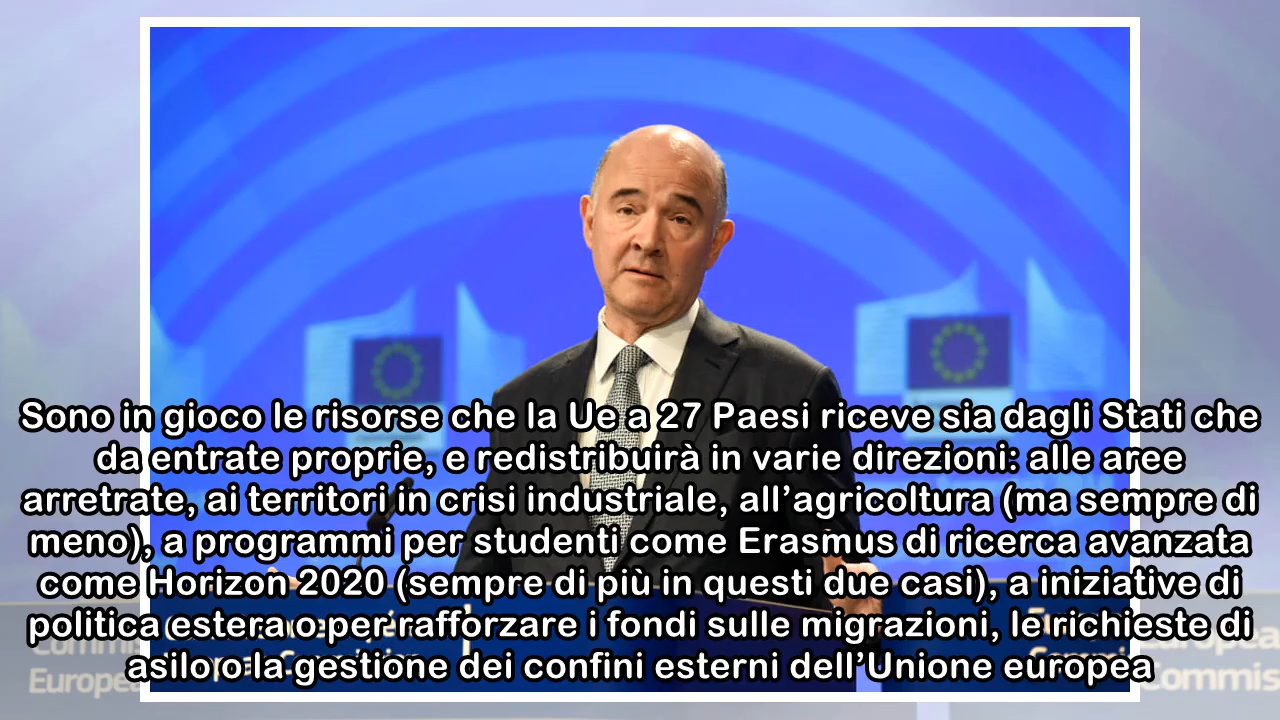 Sono in gioco le risorse che la Ue a 27 Paesi riceve sia dagli Stati che
da entrate proprie, e redistribuirà in varie direzioni: alle aree
arretrate, ai territori in crisi industriale, all’agricoltura (ma sempre di
meno), a programmi per studenti come Erasmus di ricerca avanzata
come Horizon 2020 (sempre di più in questi due casi), a iniziative di
politica estera o per rafforzare i fondi sulle migrazioni, le richieste di
asilo o la gestione dei confini esterni dell’Unione europea